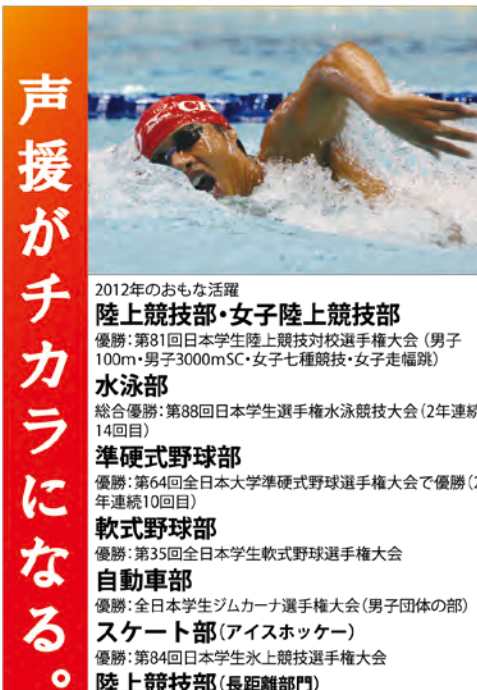 声援がチカラになる。
2012年のおもな活躍
陸上競技部・女子陸上競技部
優勝：第81回日本学生陸上競技対校選手権大会（男子
100m・男子3000mSC・女子七種競技・女子走幅跳）
水泳部
総合優勝：第88回日本学生選手権水泳競技大会（2年連続
14回目）
準硬式野球部
優勝：第64回全日本大学準硬式野球選手権大会で優勝（2
年連続10回目）
軟式野球部
優勝：第35回全日本学生軟式野球選手権大会
自動車部
優勝：全日本学生ジムカーナ選手権大会（男子団体の部）
スケート部（アイスホッケー）
優勝：第84回日本学生氷上競技選手権大会
陸上競技部（長距離部門）